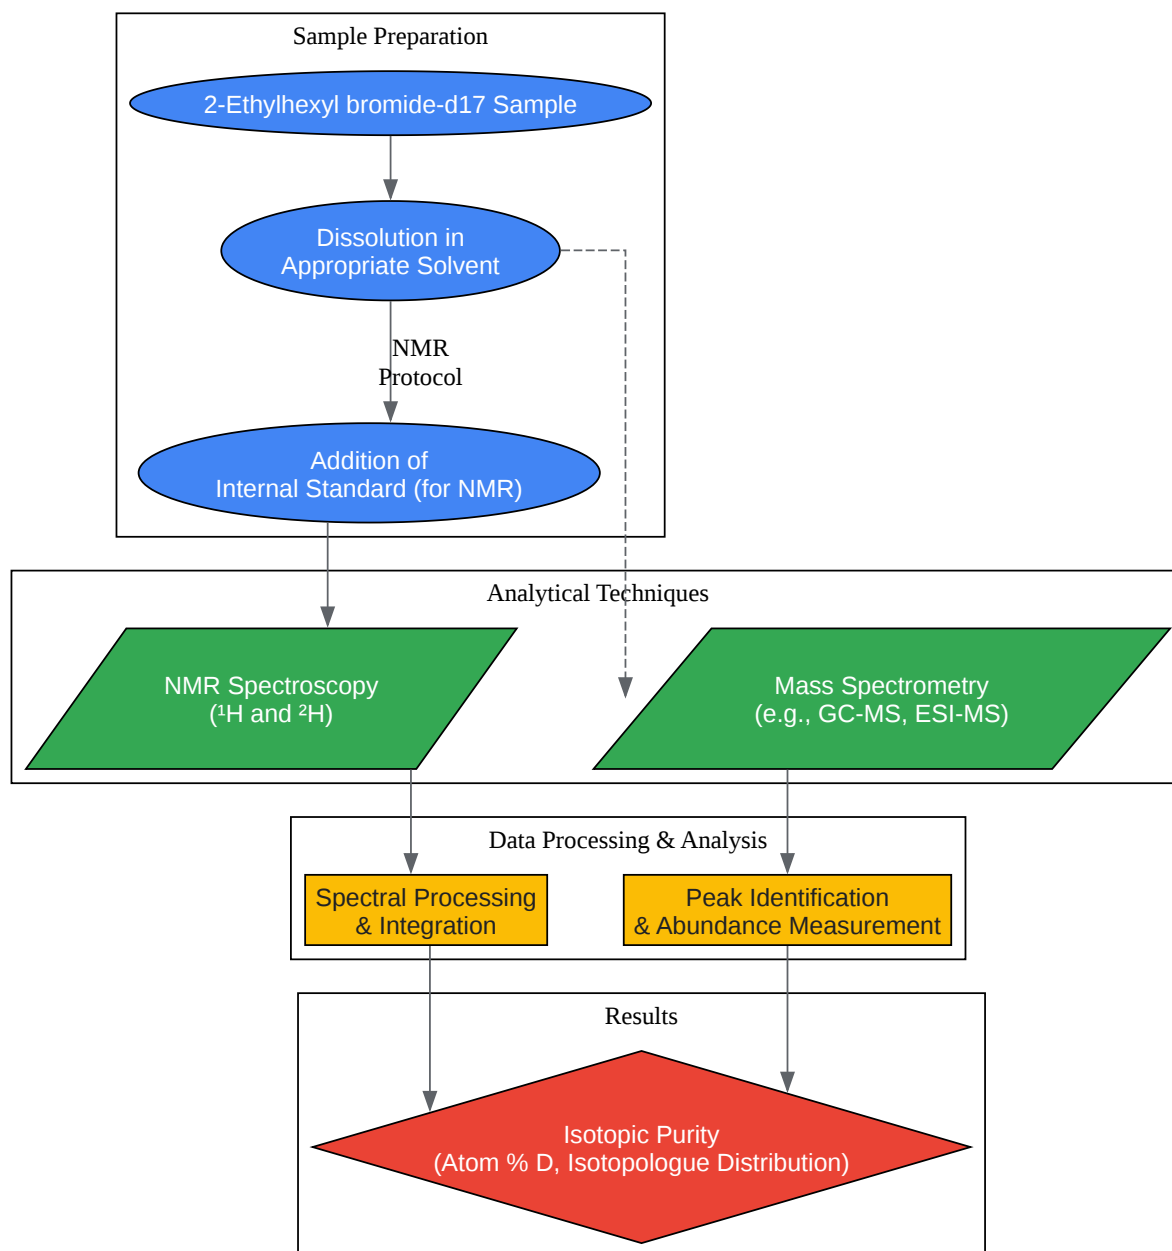 Sample Preparation
2-Ethylhexyl bromide-d17 Sample
Dissolution in
Appropriate Solvent
NMR
Protocol
Addition of
Internal Standard (for NMR)
Analytical Techniques
NMR Spectroscopy
(¹H and ²H)
Mass Spectrometry
(e.g., GC-MS, ESI-MS)
Data Processing & Analysis
Spectral Processing
& Integration
Peak Identification
& Abundance Measurement
Results
Isotopic Purity
(Atom % D, Isotopologue Distribution)